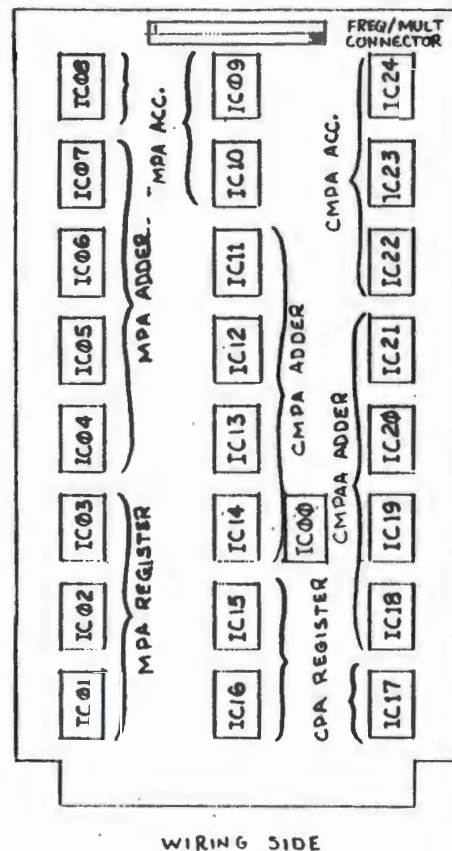 FREQ/MULT
CONNECTOR
IC08
IC07
IC06
IC05
IC04
IC03
IC02
IC01
MPA ACC.
MPA ADDER
MPA REGISTER
IC09
IC10
IC11
IC12
IC13
IC14
IC15
IC16
CMPA ADDER
IC00
CPA REGISTER
CMPA ACC.
CMPAA ADDER
IC24
IC23
IC22
IC21
IC20
IC19
IC18
IC17
WIRING SIDE